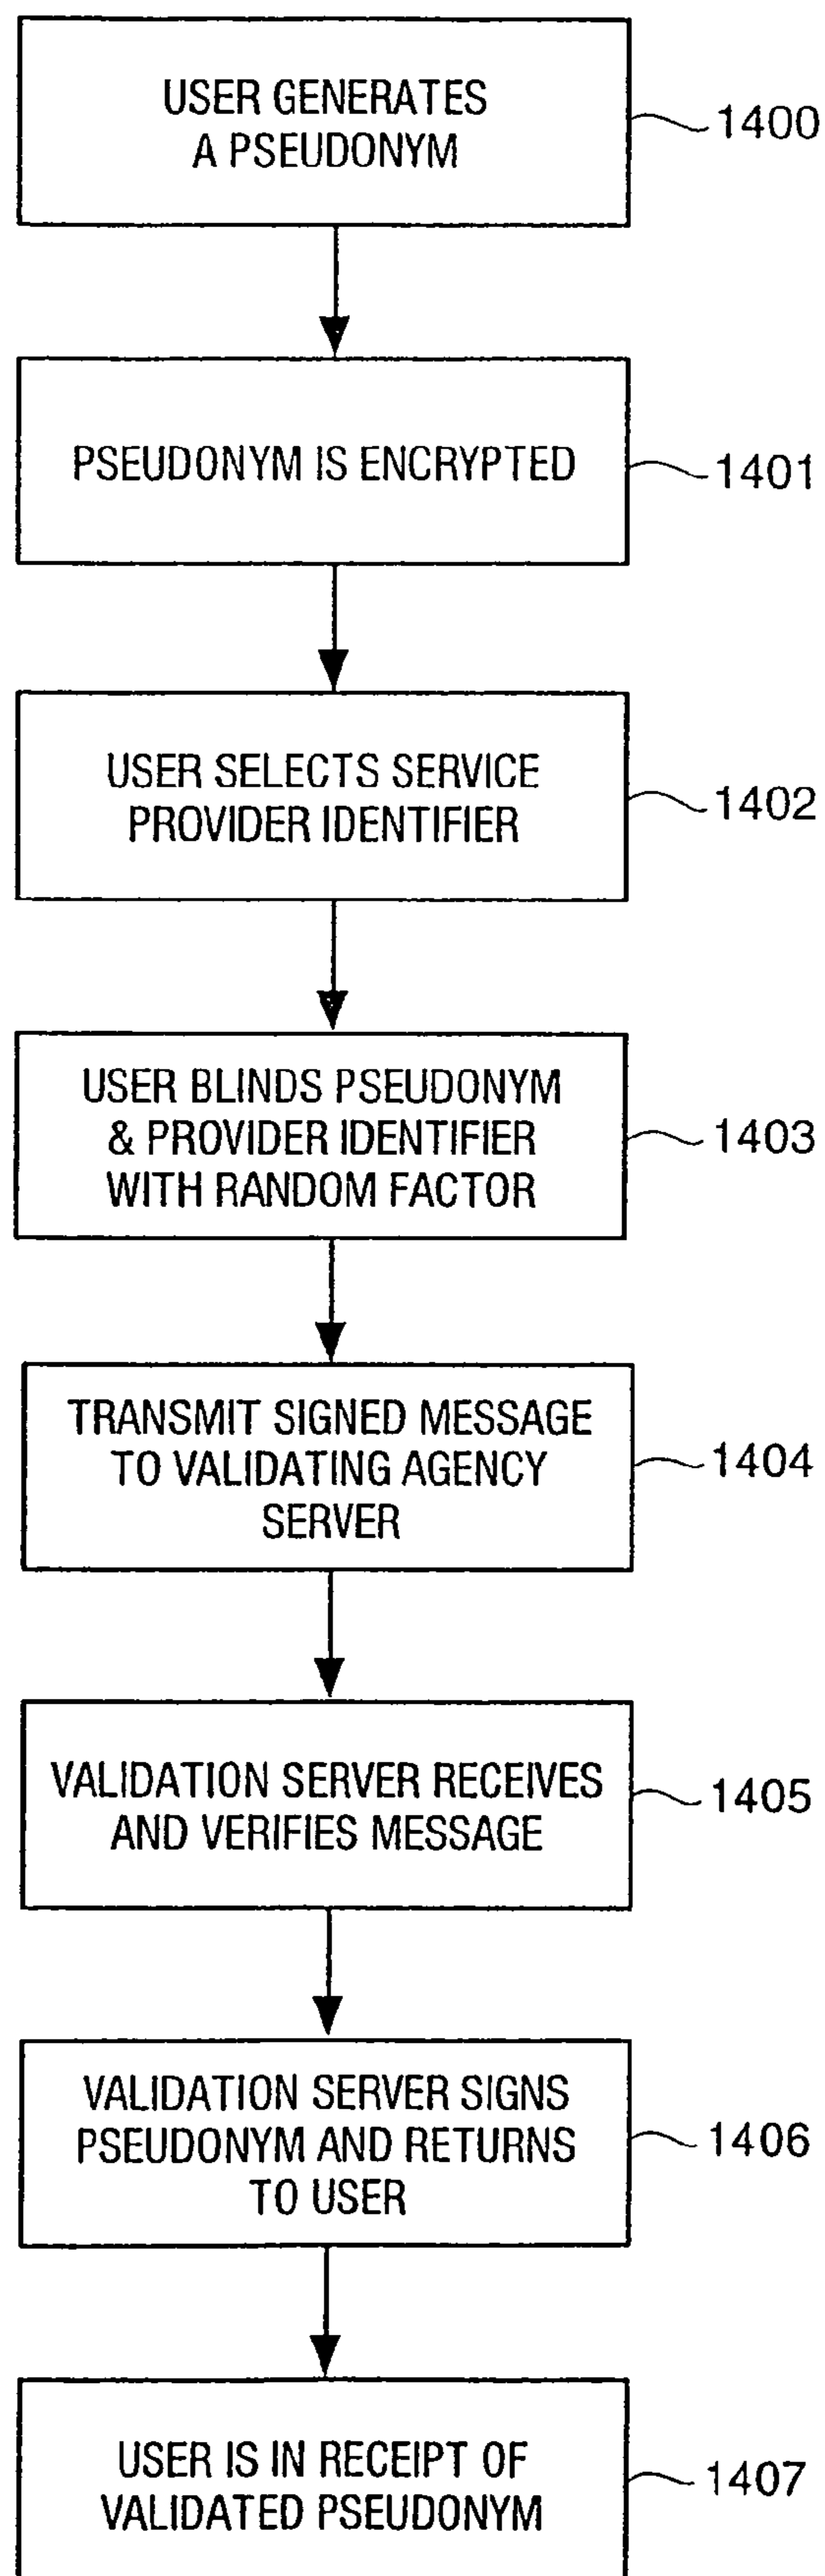 USER GENERATES
A PSEUDONYM
1400
PSEUDONYM IS ENCRYPTED
1401
USER SELECTS SERVICE
PROVIDER IDENTIFIER
1402
USER BLINDS PSEUDONYM
& PROVIDER IDENTIFIER
WITH RANDOM FACTOR
1403
TRANSMIT SIGNED MESSAGE
TO VALIDATING AGENCY
SERVER
1404
VALIDATION SERVER RECEIVES
AND VERIFIES MESSAGE
1405
VALIDATION SERVER SIGNS
PSEUDONYM AND RETURNS
TO USER
1406
USER IS IN RECEIPT OF
VALIDATED PSEUDONYM
1407